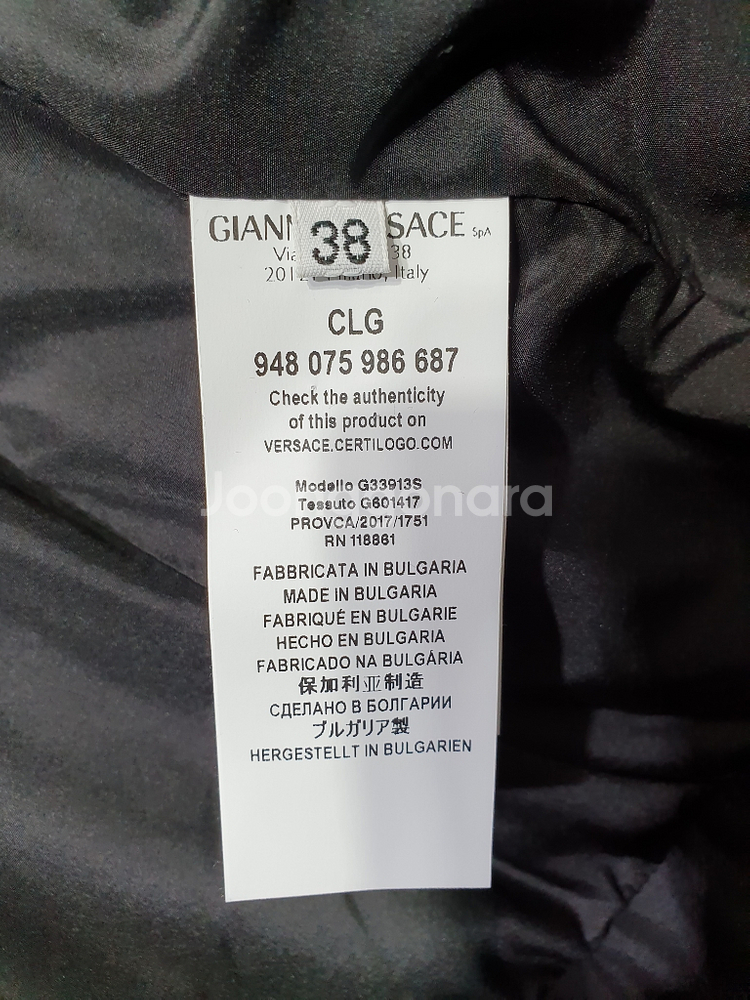 GIANN SACE SpA
38
Via 38
201 Milano, Italy
CLG
948 075 986 687
Check the authenticity
of this product on
VERSACE.CERTILOGO.COM
Modello G33913S
Tessuto G601417
Joonggonara
PROVCA/2017/1751
RN 118861
FABBRICATA IN BULGARIA
MADE IN BULGARIA
FABRIQUÉ EN BULGARIE
HECHO EN BULGARIA
FABRICADO NA BULGÁRIA
保加利亚制造
СДЕЛАНО В БОЛГАРИИ
ブルガリア製
HERGESTELLT IN BULGARIEN